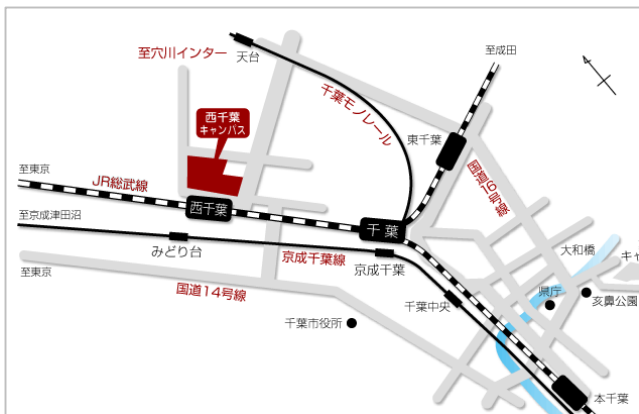 至穴川インター
天台
至成田
千葉モノレール
西千葉
キャンパス
東千葉
国道16号線
至東京
JR総武線
西千葉
千葉
至京成津田沼
みどり台
京成千葉線
京成千葉
大和橋
キャ
至東京
国道14号線
千葉中央
県庁
亥鼻公園
千葉市役所
本千葉